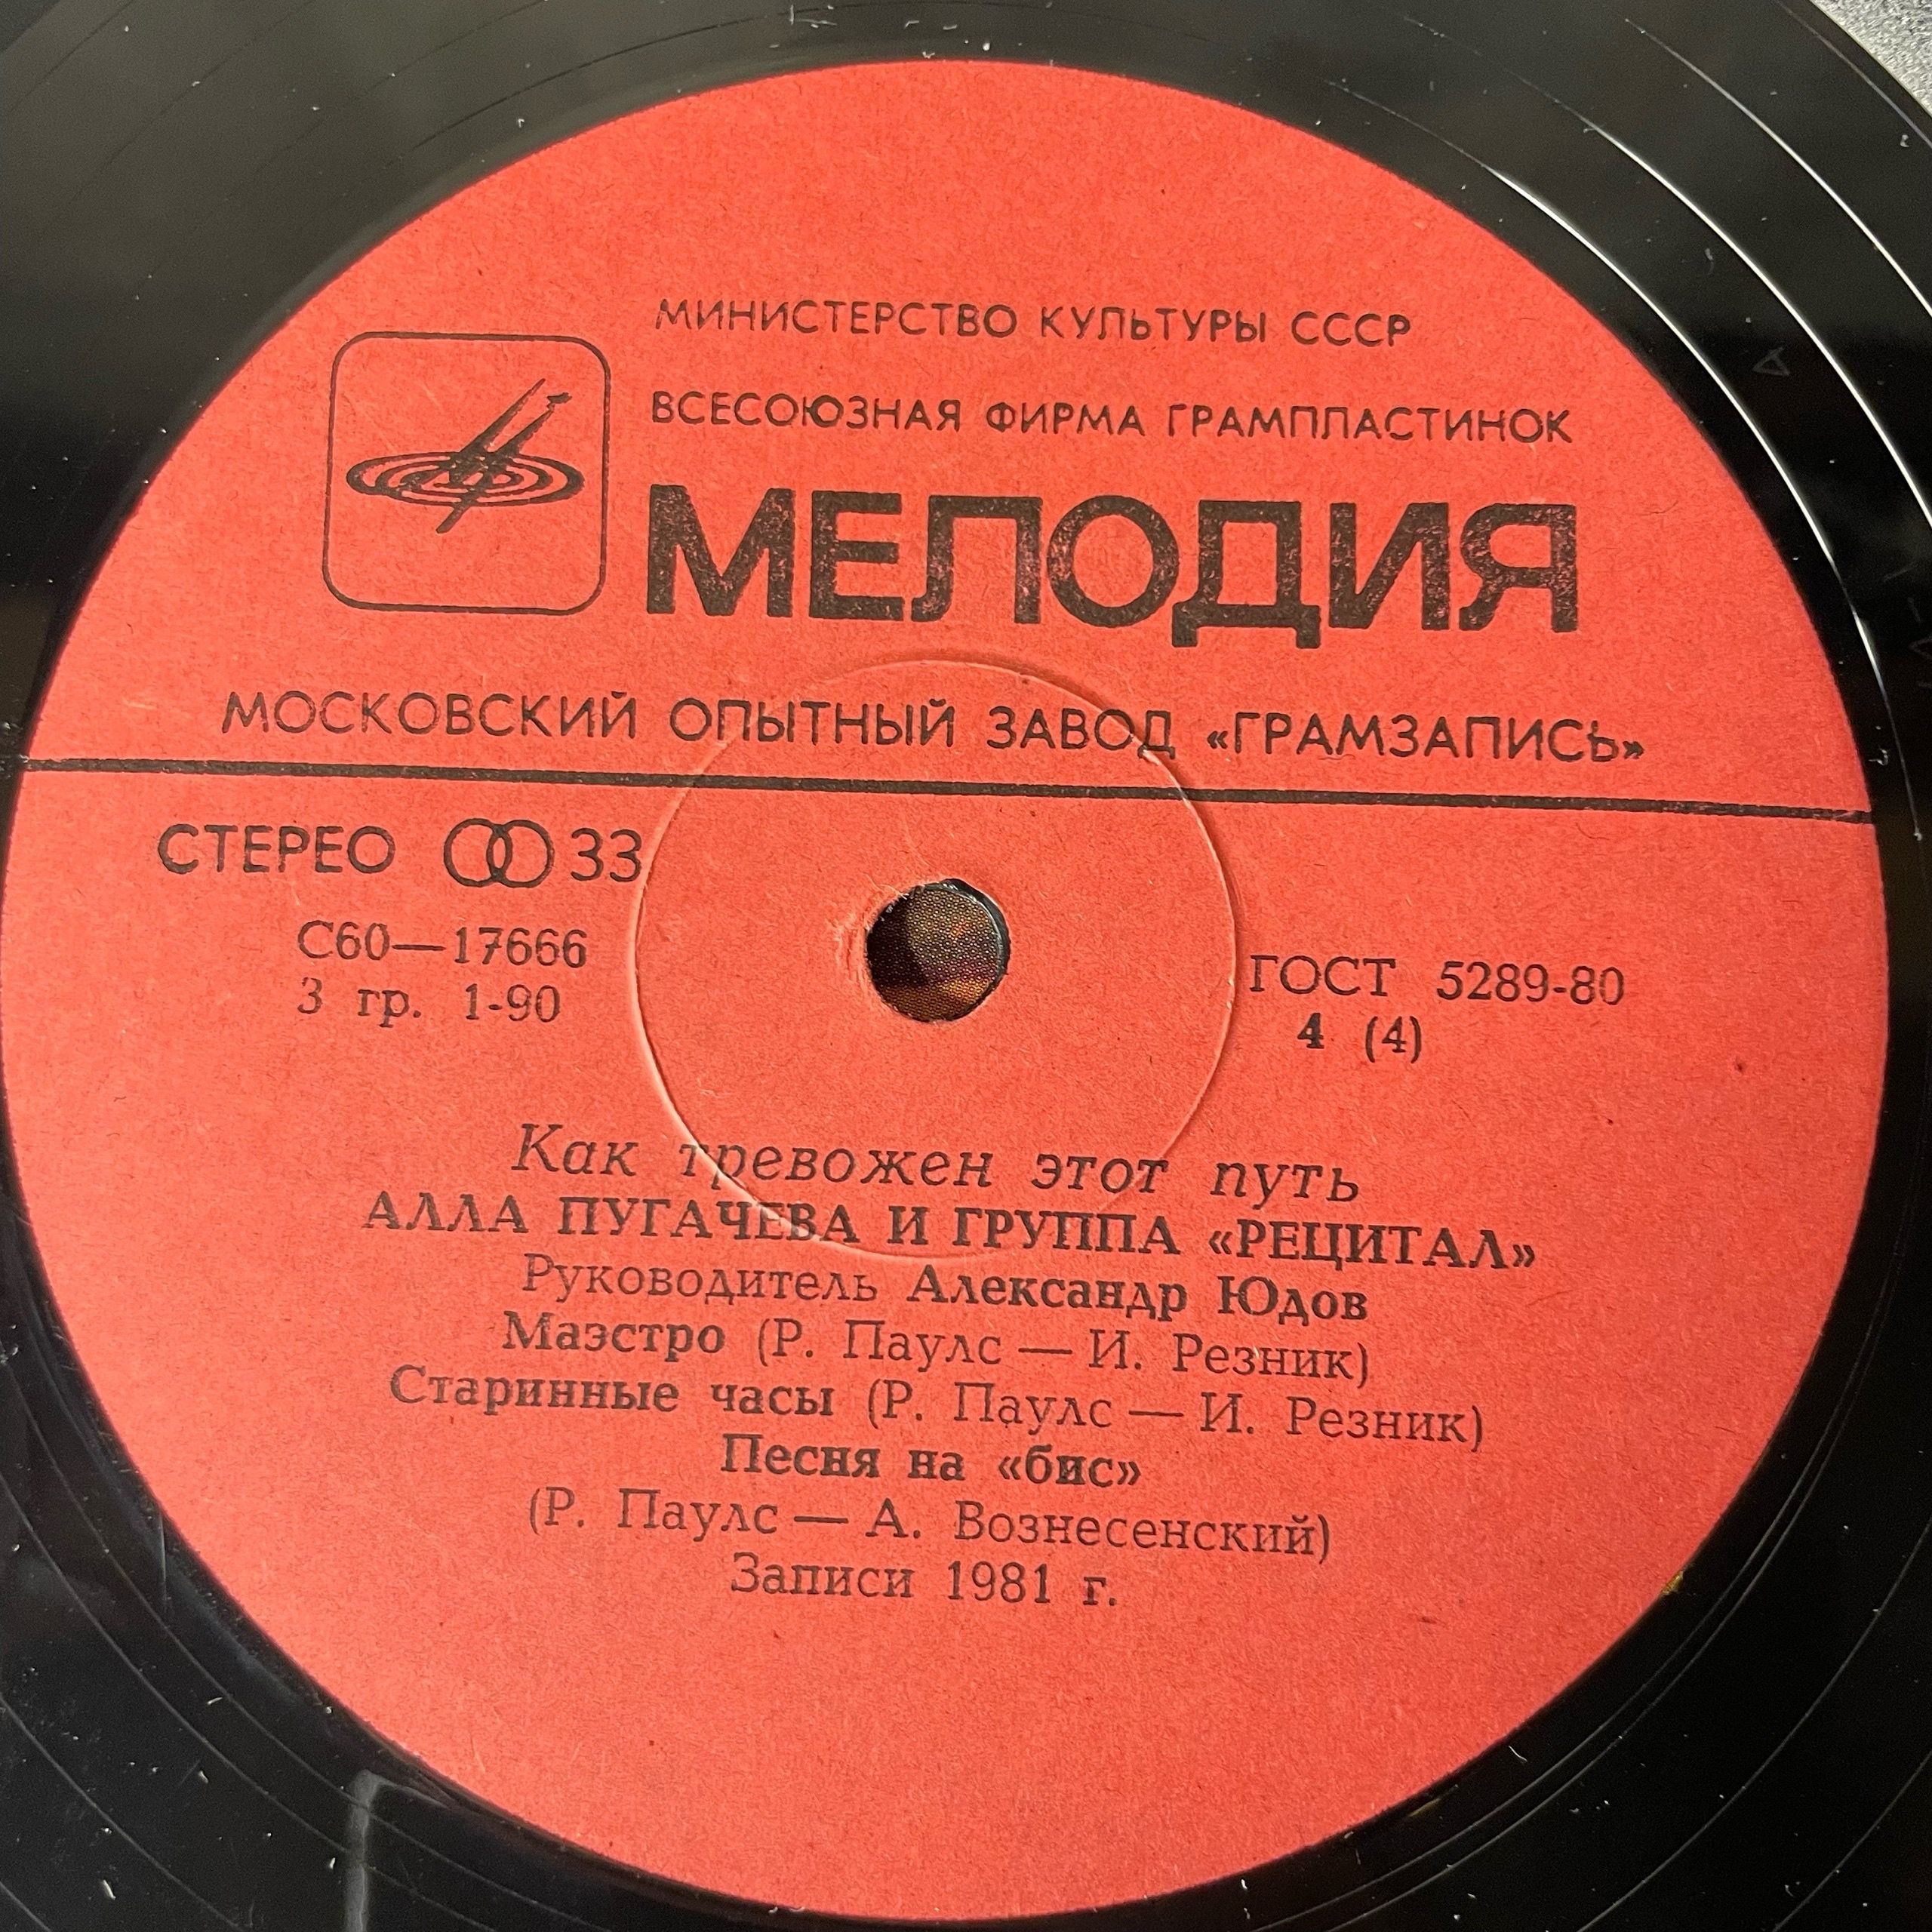 МИНИСТЕРСТВО КУЛЬТУРЫ СССР
ВСЕСОЮЗНАЯ ФИРМА ГРАМПЛАСТИНОК
МЕЛОДИЯ
МОСКОВСКИЙ ОПЫТНЫЙ ЗАВОД «ГРАМЗАПИСЬ»
СТЕРЕО 33
С60—17666
3 гр. 1-90
ГОСТ 5289-80
4 (4)
Как тревожен этот путь
АЛЛА ПУГАЧЕВА И ГРУППА «РЕЦИТАЛ»
Руководитель Александр Юдов
Маэстро (Р. Паулс — И. Резник)
Старинные часы (Р. Паулс — И. Резник)
Песня на «бис»
(Р. Паулс — А. Вознесенский)
Записи 1981 г.